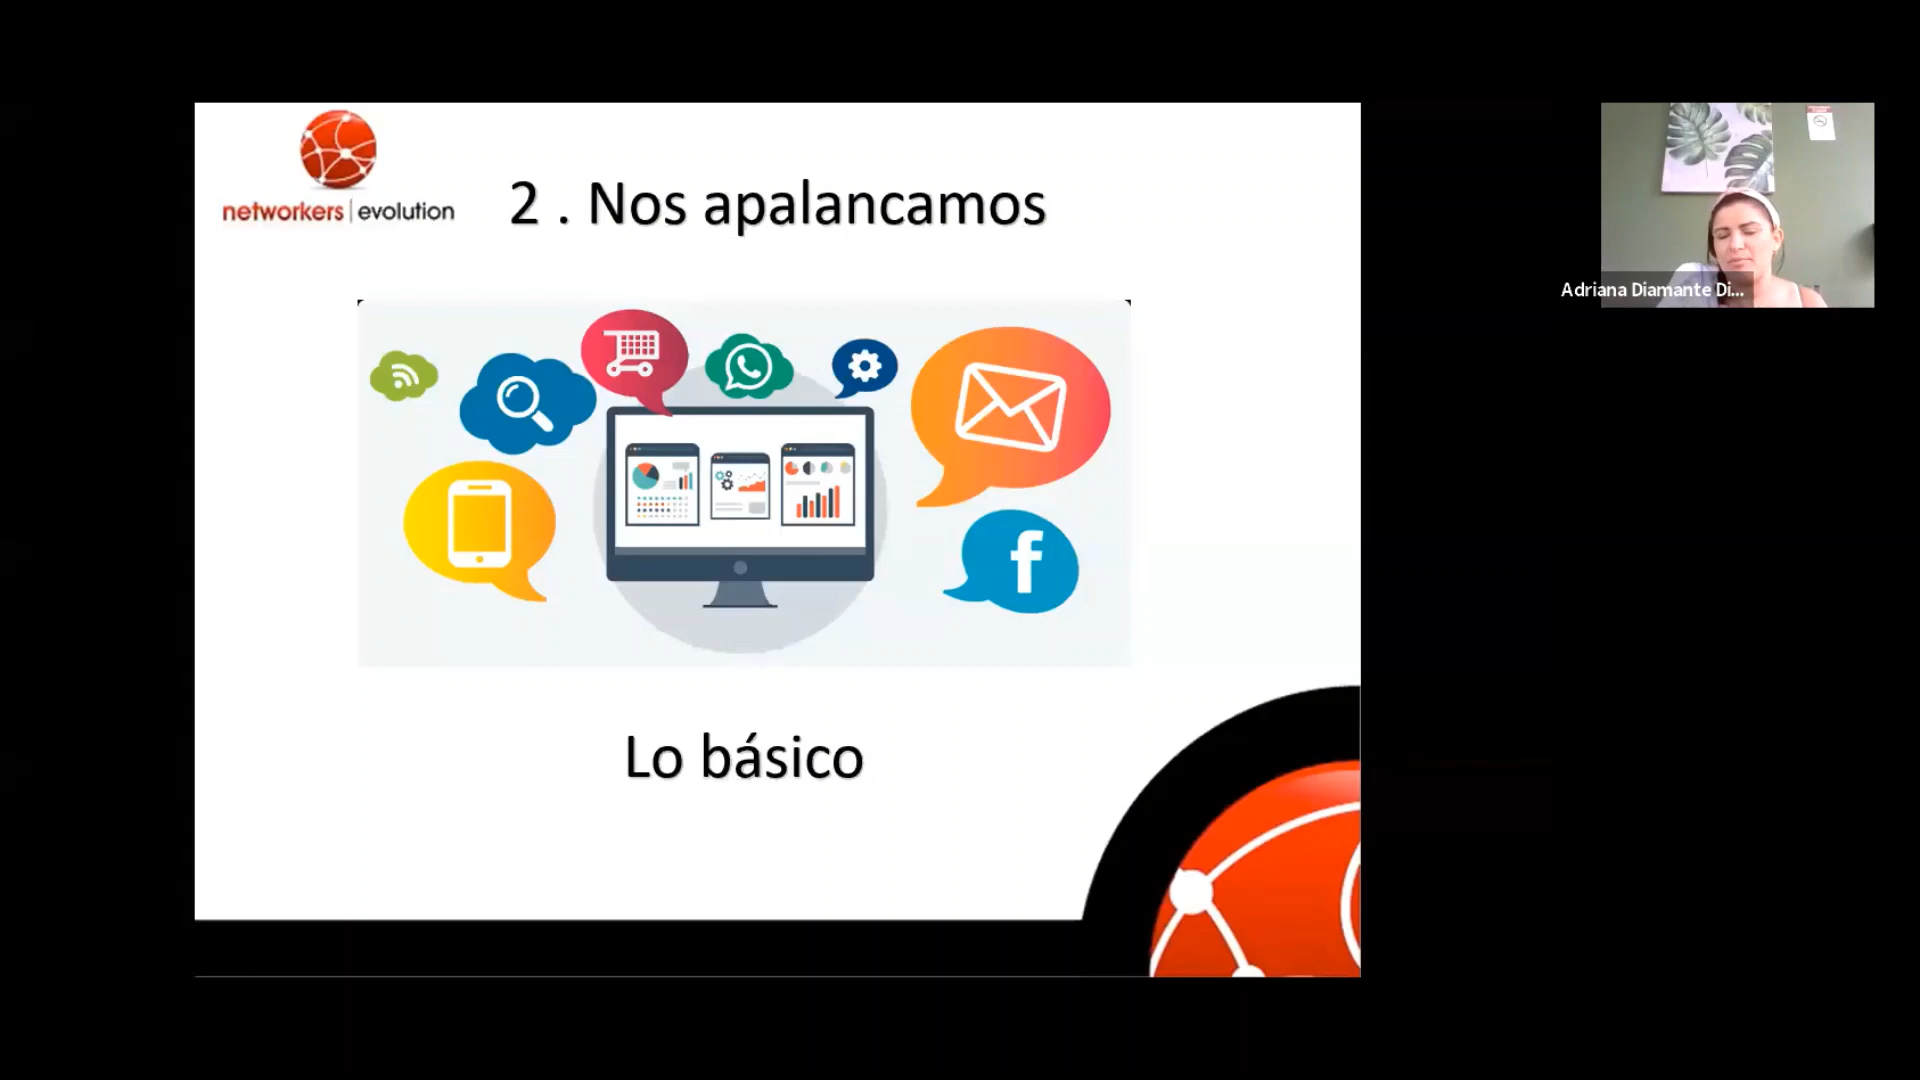 networkers | evolution
2 . Nos apalancamos
Adriana Diamante Di...
f
Lo básico